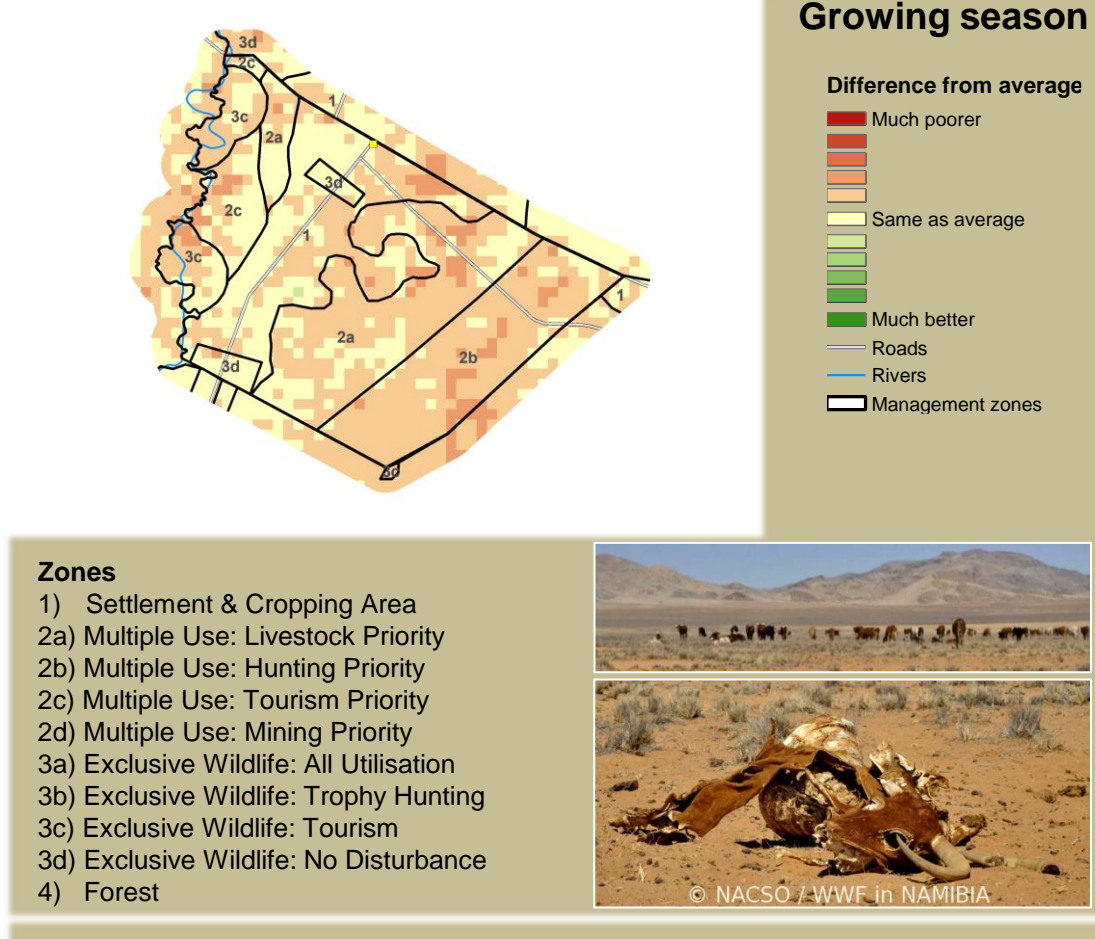 Growing season
Difference from average
Much poorer
Same as average
Much better
Roads
Rivers
Management zones
3d
2c
3c
1
2a
3d
2c
1
3c
1
2a
2b
3d
Zones
1) Settlement & Cropping Area
2a) Multiple Use: Livestock Priority
2b) Multiple Use: Hunting Priority
2c) Multiple Use: Tourism Priority
2d) Multiple Use: Mining Priority
3a) Exclusive Wildlife: All Utilisation
3b) Exclusive Wildlife: Trophy Hunting
3c) Exclusive Wildlife: Tourism
3d) Exclusive Wildlife: No Disturbance
4) Forest
© NACSO / WWF in NAMIBIA